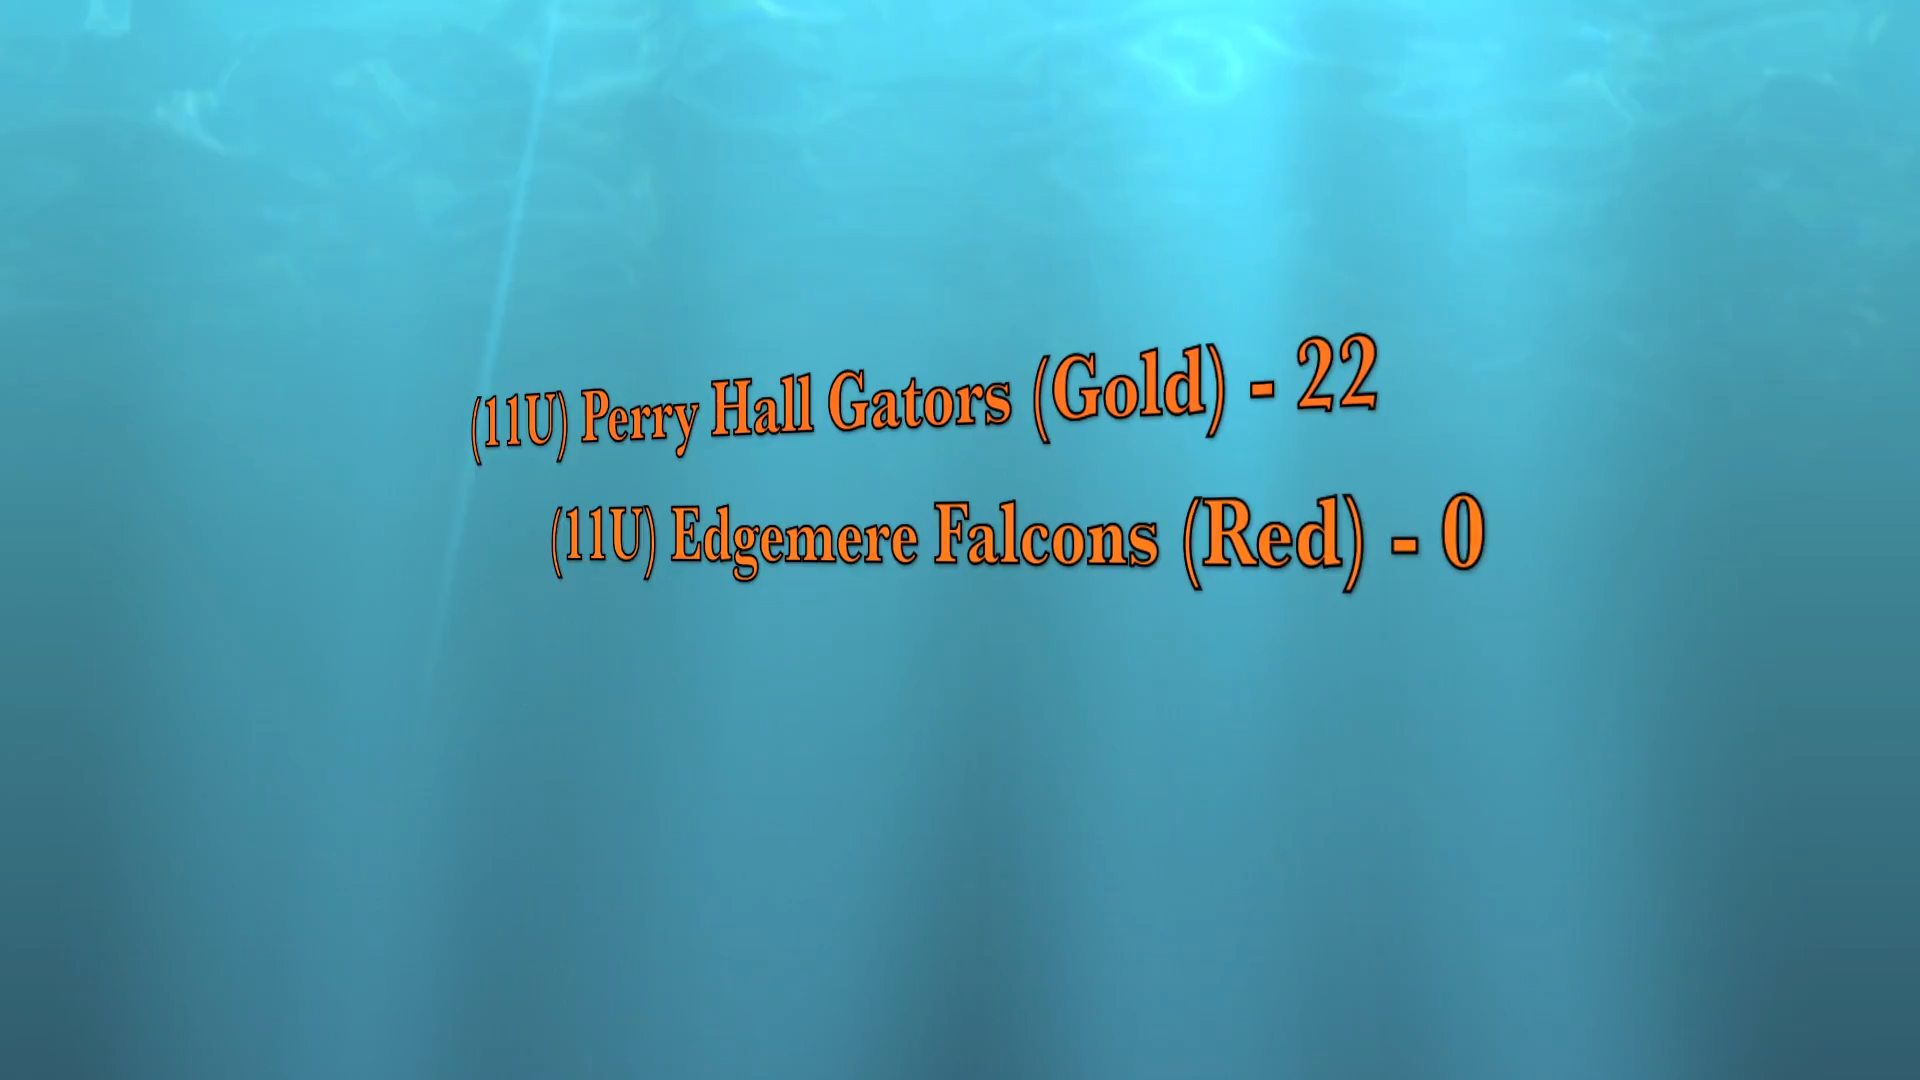 (11U) Perry Hall Gators (Gold) - 22
(11U) Edgemere Falcons (Red) - 0